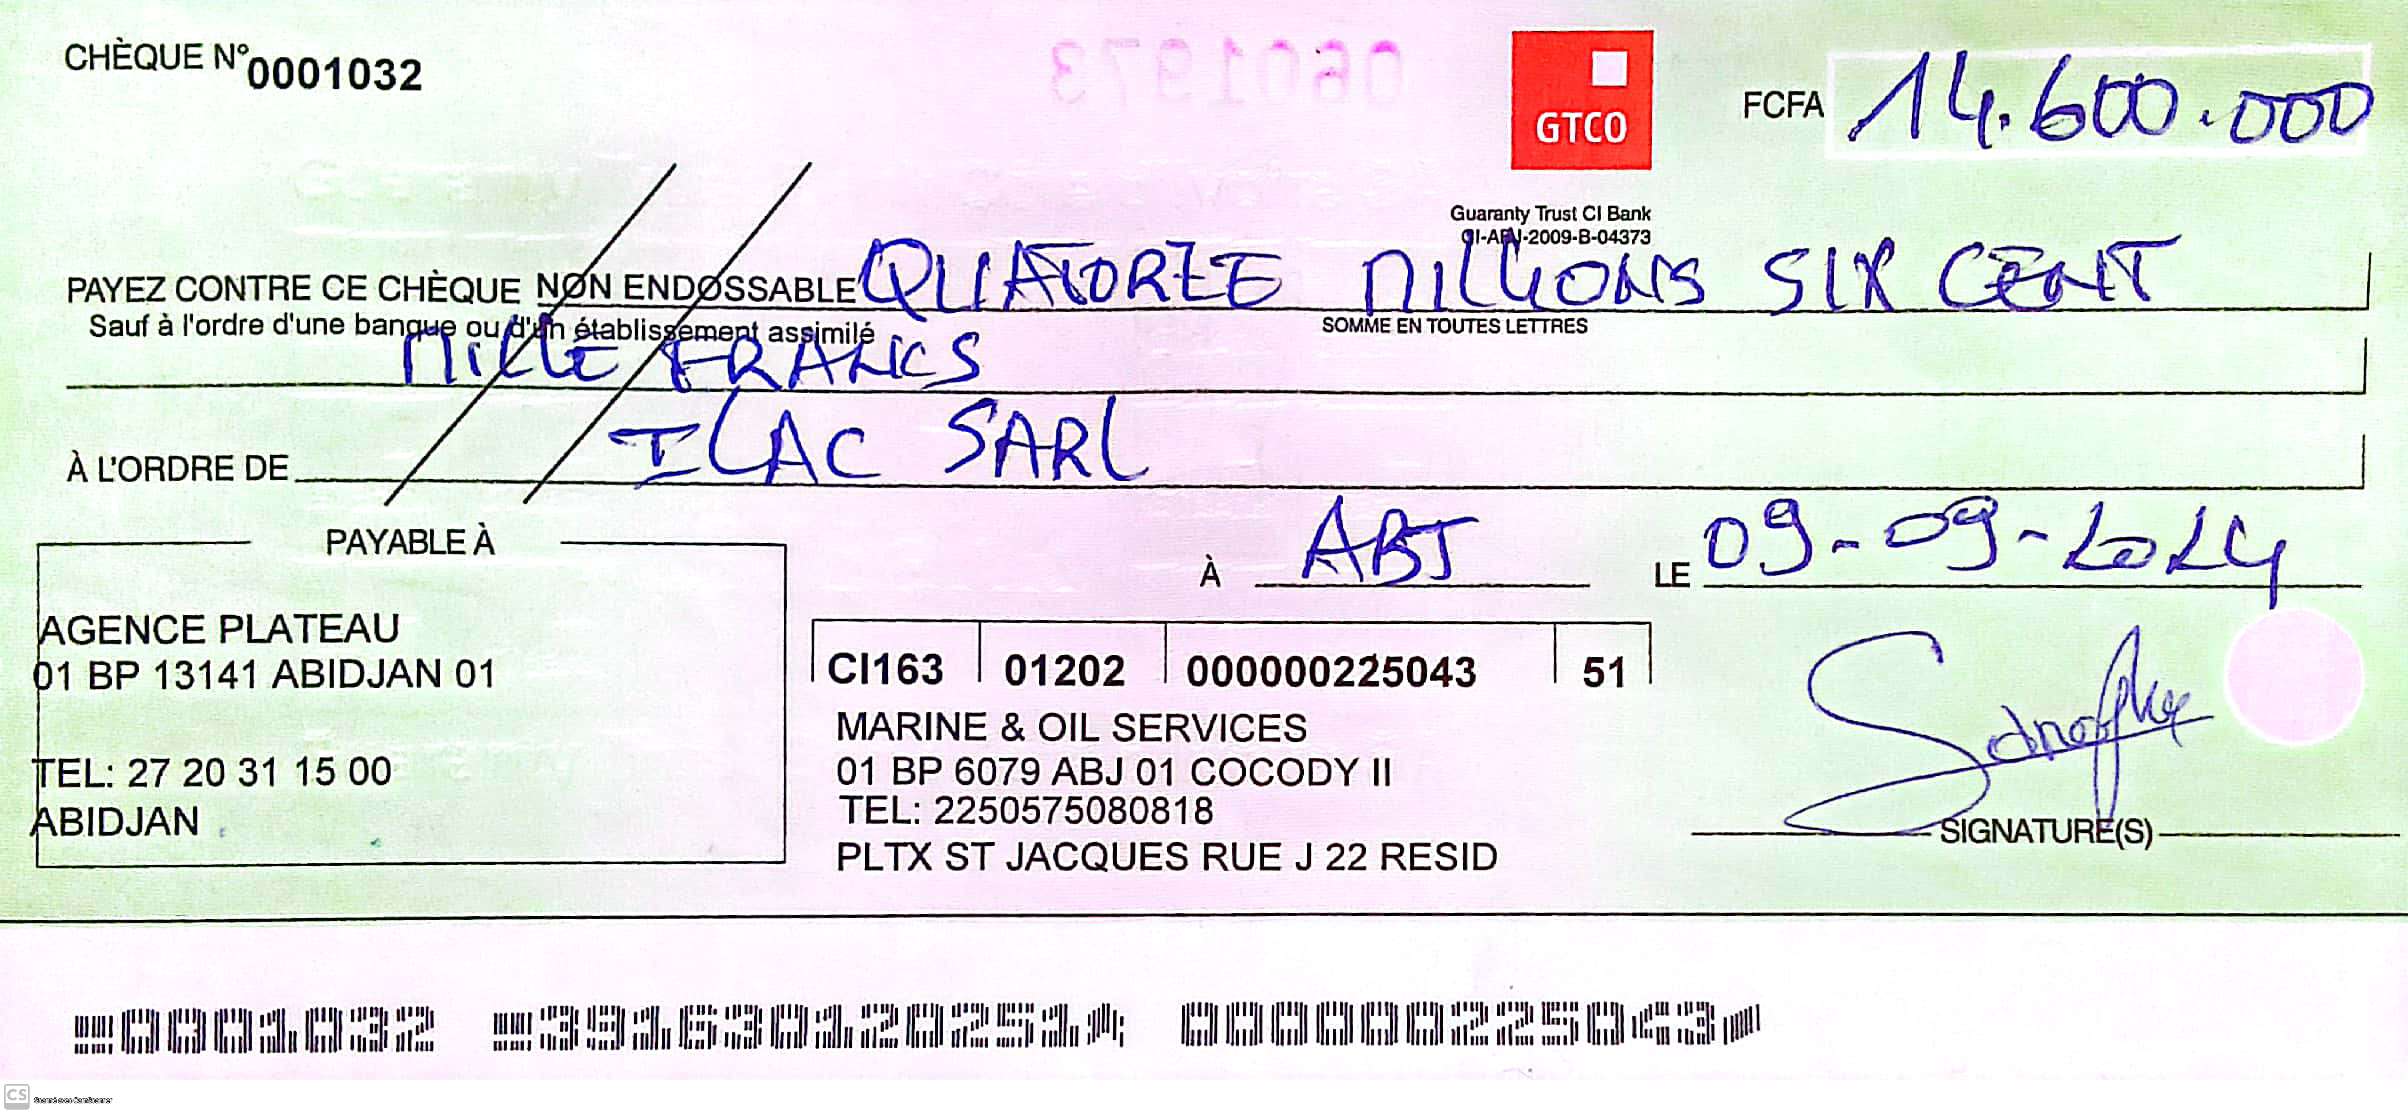 CHÈQUE N° 0001032
0601973
GTCO
FCFA 14.600.000
Guaranty Trust CI Bank
2009-B-04373
PAYEZ CONTRE CE CHÈQUE NON ENDOSSABLE QUATORZE MILLIONS SIX CENT
Sauf à l'ordre d'une banque ou d'un établissement assimilé
SOMME EN TOUTES LETTRES
MILLE FRANCS
À L'ORDRE DE ILAC SARL
À ABJ LE 09-09-2024
PAYABLE À
AGENCE PLATEAU
01 BP 13141 ABIDJAN 01
TEL: 27 20 31 15 00
ABIDJAN
CI163 01202 000000225043 51
MARINE & OIL SERVICES
01 BP 6079 ABJ 01 COCODY II
TEL: 2250575080818
PLTX ST JACQUES RUE J 22 RESID
SIGNATURE(S)
0001032 391630120251 000000225043
CS